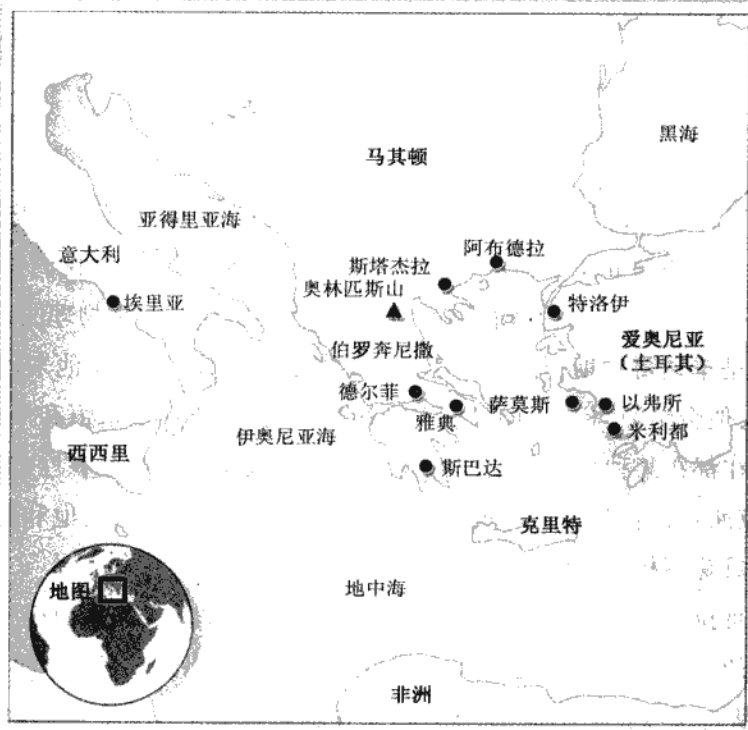 黑海
马其顿
亚得里亚海
意大利
阿布德拉
斯塔杰拉
奥林匹斯山
埃里亚
特洛伊
爱奥尼亚
(土耳其)
伯罗奔尼撒
德尔菲
萨莫斯
以弗所
雅典
米利都
伊奥尼亚海
西西里
斯巴达
克里特
地图
地中海
非洲